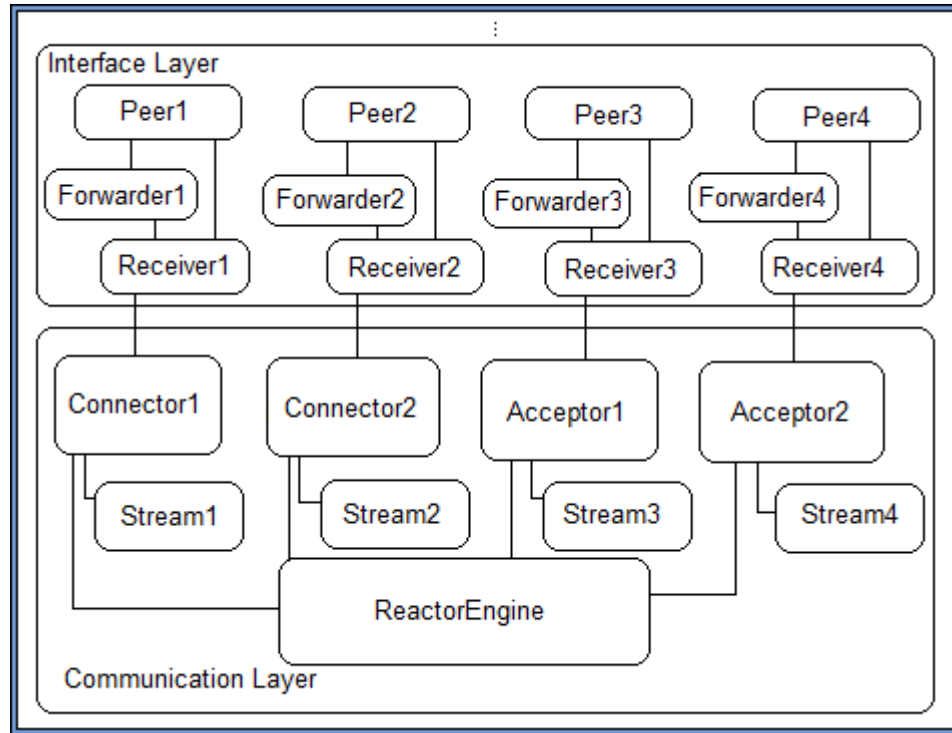 Interface Layer
Peer1
Peer2
Peer3
Peer4
Forwarder1
Forwarder2
Forwarder3
Forwarder4
Receiver1
Receiver2
Receiver3
Receiver4
Connector1
Connector2
Acceptor1
Acceptor2
Stream1
Stream2
Stream3
Stream4
ReactorEngine
Communication Layer